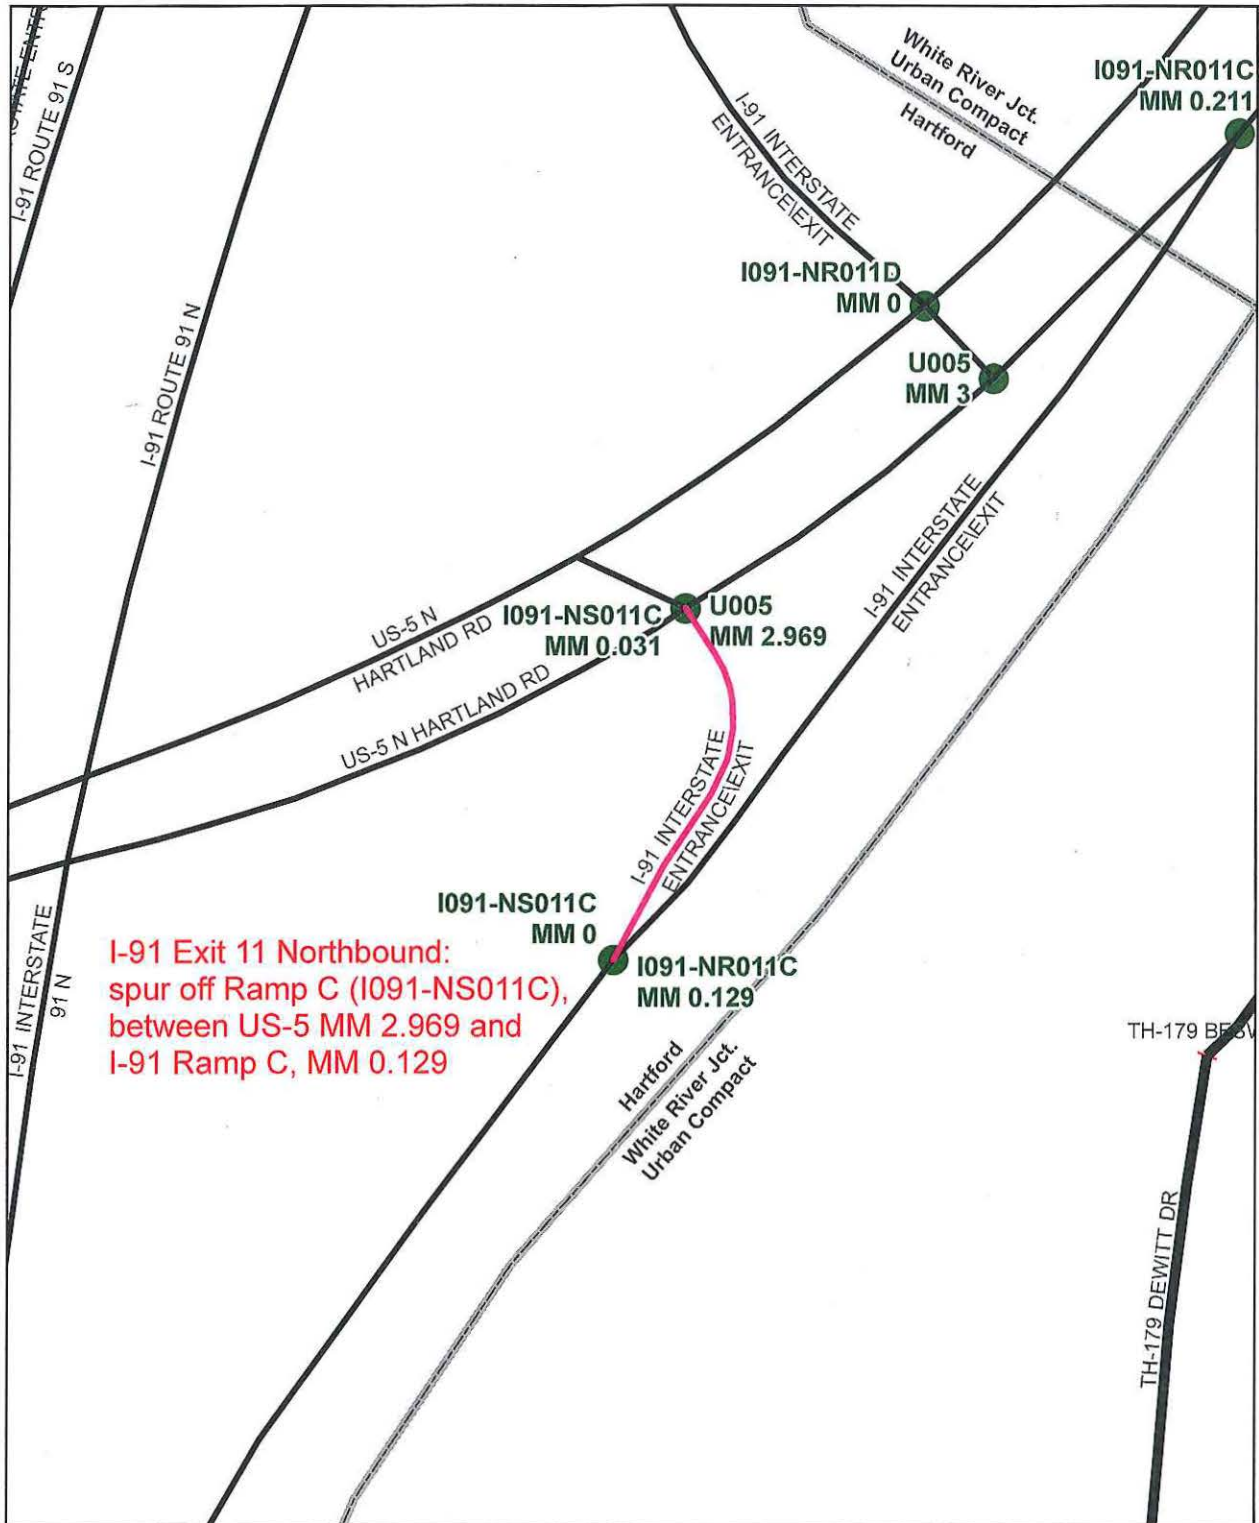 I-91 ROUTE 91 S
White River Jct.
Urban Compact
Hartford
I091-NR011C
MM 0.211
I-91 INTERSTATE
ENTRANCE\EXIT
I091-NR011D
MM 0
I-91 ROUTE 91 N
U005
MM 3
I-91 INTERSTATE
ENTRANCE\EXIT
US-5 N
HARTLAND RD
I091-NS011C
MM 0.031
U005
MM 2.969
US-5 N HARTLAND RD
I-91 INTERSTATE
ENTRANCE\EXIT
I091-NS011C
MM 0
I091-NR011C
MM 0.129
I-91 INTERSTATE
91 N
I-91 Exit 11 Northbound:
spur off Ramp C (I091-NS011C),
between US-5 MM 2.969 and
I-91 Ramp C, MM 0.129
Hartford
White River Jct.
Urban Compact
TH-179
TH-179 DEWITT DR